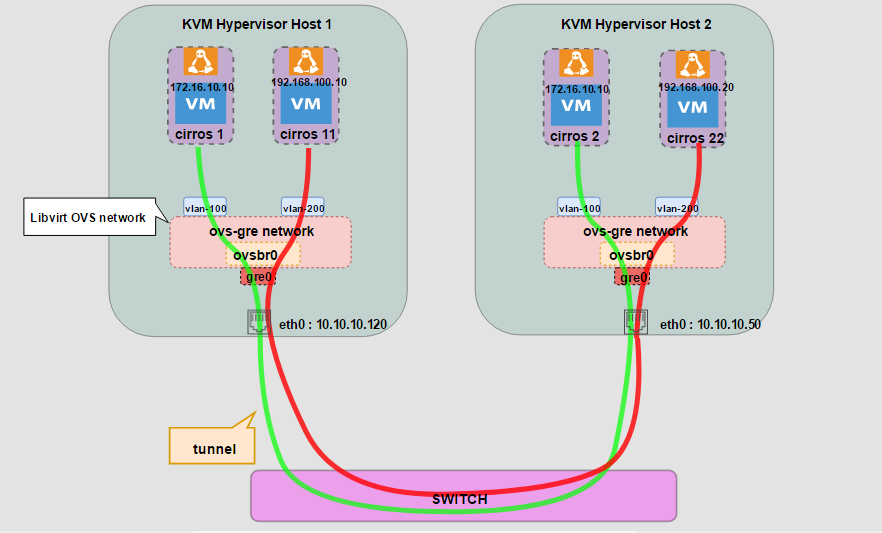 KVM Hypervisor Host 1
KVM Hypervisor Host 2
172.16.10.10
VM
cirros 1
192.168.100.10
VM
cirros 11
172.16.10.10
VM
cirros 2
192.168.100.20
VM
cirros 22
Libvirt OVS network
vlan-100
vlan-200
ovs-gre network
ovsbr0
gre0
eth0 : 10.10.10.120
vlan-100
vlan-200
ovs-gre network
ovsbr0
gre0
eth0 : 10.10.10.50
tunnel
SWITCH